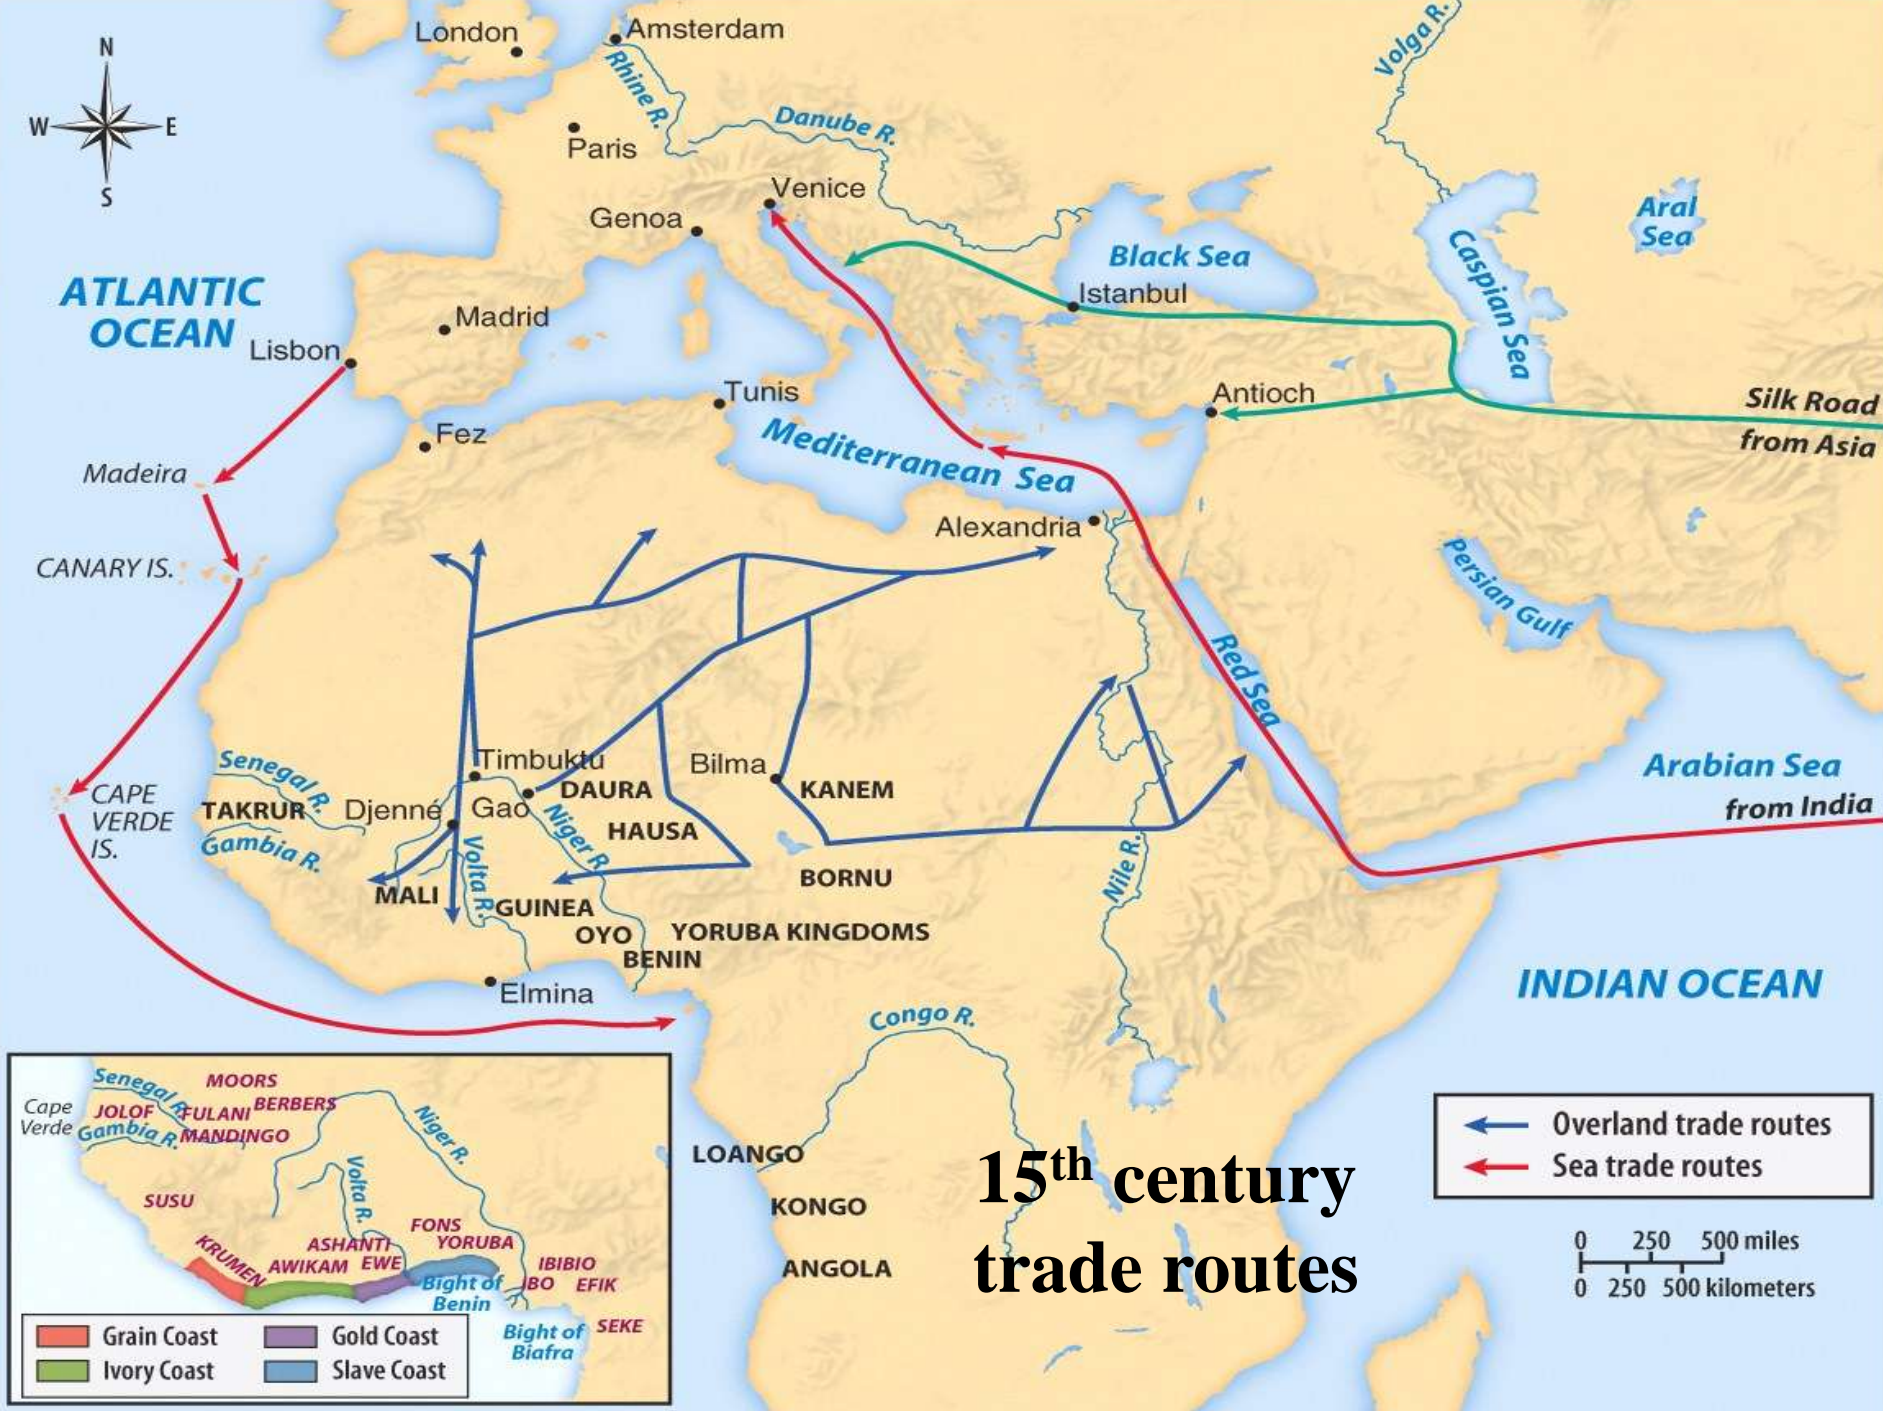 N
W
E
S
London
Amsterdam
Rhine R.
Paris
Danube R.
Volga R.
Venice
Genoa
Black Sea
Istanbul
Caspian Sea
Aral
Sea
ATLANTIC
OCEAN
Madrid
Lisbon
Tunis
Antioch
Silk Road
from Asia
Fez
Mediterranean Sea
Madeira
Alexandria
CANARY IS.
Persian Gulf
Red Sea
Timbuktu
Bilma
Senegal R.
DAURA
KANEM
Arabian Sea
from India
CAPE
VERDE
IS.
TAKRUR
Djenné
Gao
Niger R.
HAUSA
Gambia R.
Volta R.
Nile R.
MALI
BORNU
GUINEA
OYO
YORUBA KINGDOMS
BENIN
Elmina
INDIAN OCEAN
Congo R.
LOANGO
KONGO
ANGOLA
15th century
trade routes
Overland trade routes
Sea trade routes
0 250 500 miles
0 250 500 kilometers
Cape
Verde
Senegal R.
MOORS
JOLOF
FULANI
BERBERS
Gambia R.
MANDINGO
Niger R.
Volta R.
SUSU
KRUMEN
FONS
ASHANTI
YORUBA
AWIKAM
EWE
IBIBIO
IBO
EFIK
Bight of
Benin
SEKE
Bight of
Biafra
Grain Coast
Gold Coast
Ivory Coast
Slave Coast